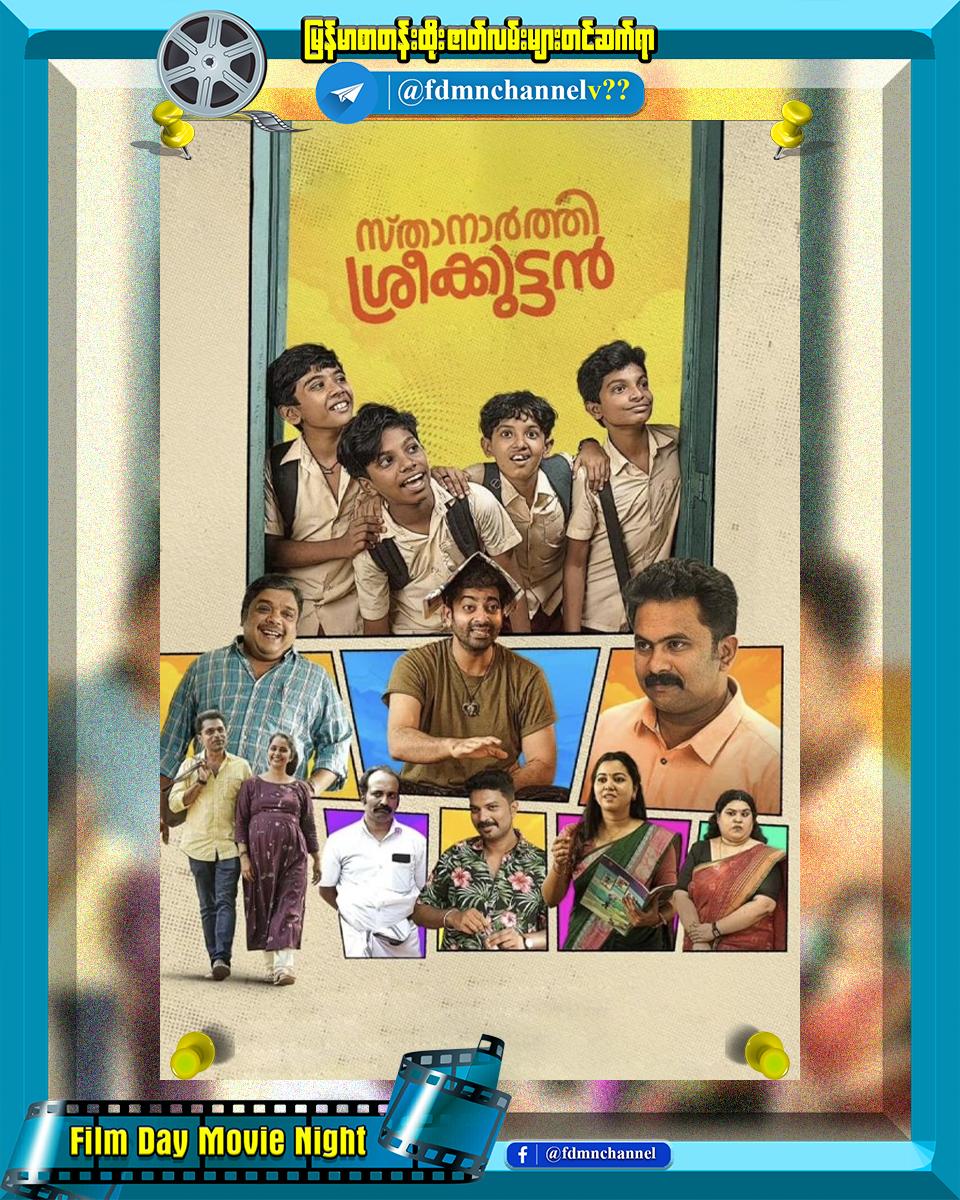 မြန်မာစာတန်းထိုးဇာတ်လမ်းများတင်ဆက်ရာ
@fdmnchannelv??
സ്ഥാനാർത്തി
ശ്രീക്കുട്ടൻ
Film Day Movie Night
f @fdmnchannel